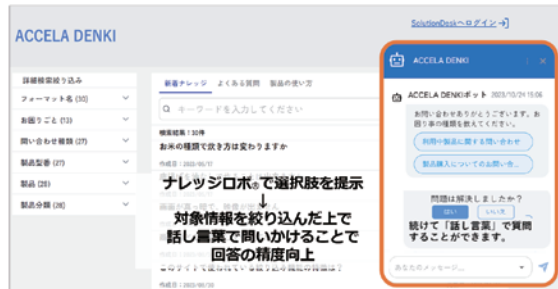 SolutionDeskへログイン
ACCELA DENKI
詳細検索絞り込み
フォーマット名 (30)
お困りごと (13)
問い合わせ種類 (27)
製品型番 (27)
製品 (28)
製品分類 (28)
新着ナレッジ よくある質問 製品の使い方
キーワードを入力してください
検索結果：30件
お米の種類で炊き方は変わりますか
作成日：2023/08/17
ナレッジロボ®で選択肢を提示
↓
対象情報を絞り込んだ上で
話し言葉で問いかけることで
回答の精度向上
作成日：2023/08/30
ACCELA DENKI
ACCELA DENKIボット 2023/10/24 15:06
お問い合わせありがとうございます。お
困り事の種類を教えてください。
利用中製品に関する問い合わせ
製品購入についてのお問い合...
問題は解決しましたか？
はい いいえ
続けて「話し言葉」で質問
することができます。
あなたのメッセージ...